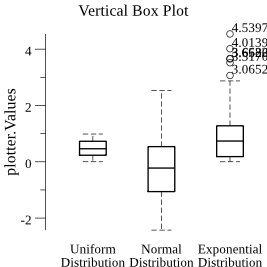 Vertical Box Plot
4.5397
4.0139
3.0652
4
2
0
-2
plotter.Values
Uniform Distribution
Normal Distribution
Exponential Distribution